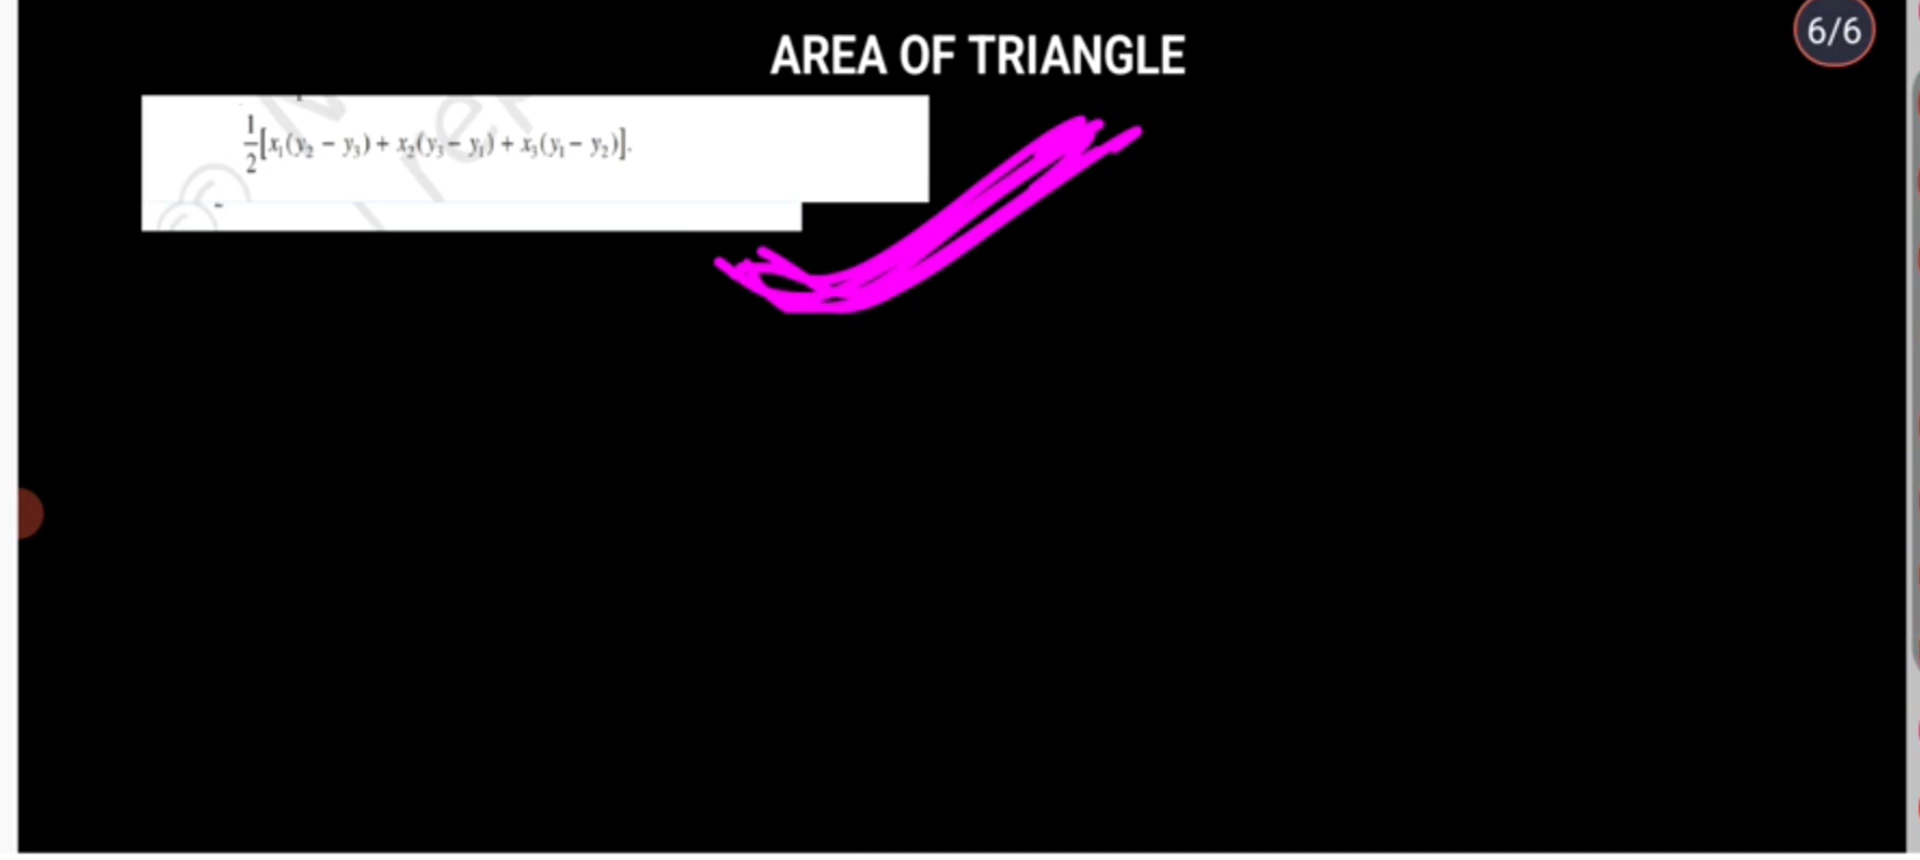 AREA OF TRIANGLE
6/6
1/2[x₁(y₂ – y₃) + x₂(y₃ – y₁) + x₃(y₁ – y₂)].